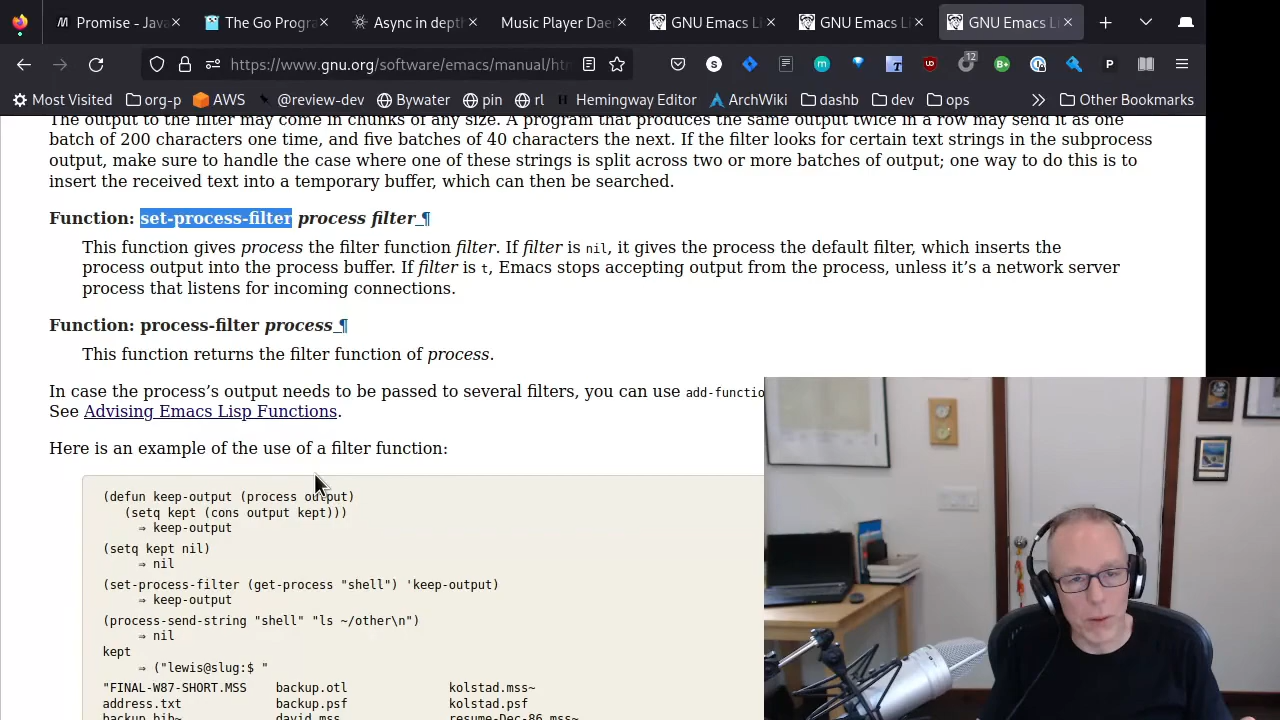 Promise - Java
The Go Progra
Async in depth
Music Player Dae
GNU Emacs Li
GNU Emacs Li
GNU Emacs Li
https://www.gnu.org/software/emacs/manual/htm
12
Most Visited
org-p
AWS
@review-dev
Bywater
pin
rl
Hemingway Editor
ArchWiki
dashb
dev
ops
Other Bookmarks
The output to the filter may come in chunks of any size. A program that produces the same output twice in a row may send it as one
batch of 200 characters one time, and five batches of 40 characters the next. If the filter looks for certain text strings in the subprocess
output, make sure to handle the case where one of these strings is split across two or more batches of output; one way to do this is to
insert the received text into a temporary buffer, which can then be searched.
Function: set-process-filter process filter ¶
This function gives process the filter function filter. If filter is nil, it gives the process the default filter, which inserts the
process output into the process buffer. If filter is t, Emacs stops accepting output from the process, unless it’s a network server
process that listens for incoming connections.
Function: process-filter process ¶
This function returns the filter function of process.
In case the process’s output needs to be passed to several filters, you can use add-functio
See Advising Emacs Lisp Functions.
Here is an example of the use of a filter function:
(defun keep-output (process output)
(setq kept (cons output kept)))
⇒ keep-output
(setq kept nil)
⇒ nil
(set-process-filter (get-process "shell") 'keep-output)
⇒ keep-output
(process-send-string "shell" "ls ~/other\n")
⇒ nil
kept
⇒ ("lewis@slug:$ "
"FINAL-W87-SHORT.MSS backup.otl kolstad.mss~
address.txt backup.psf kolstad.psf
backup.bib~ david.mss resume-Dec-86.mss~